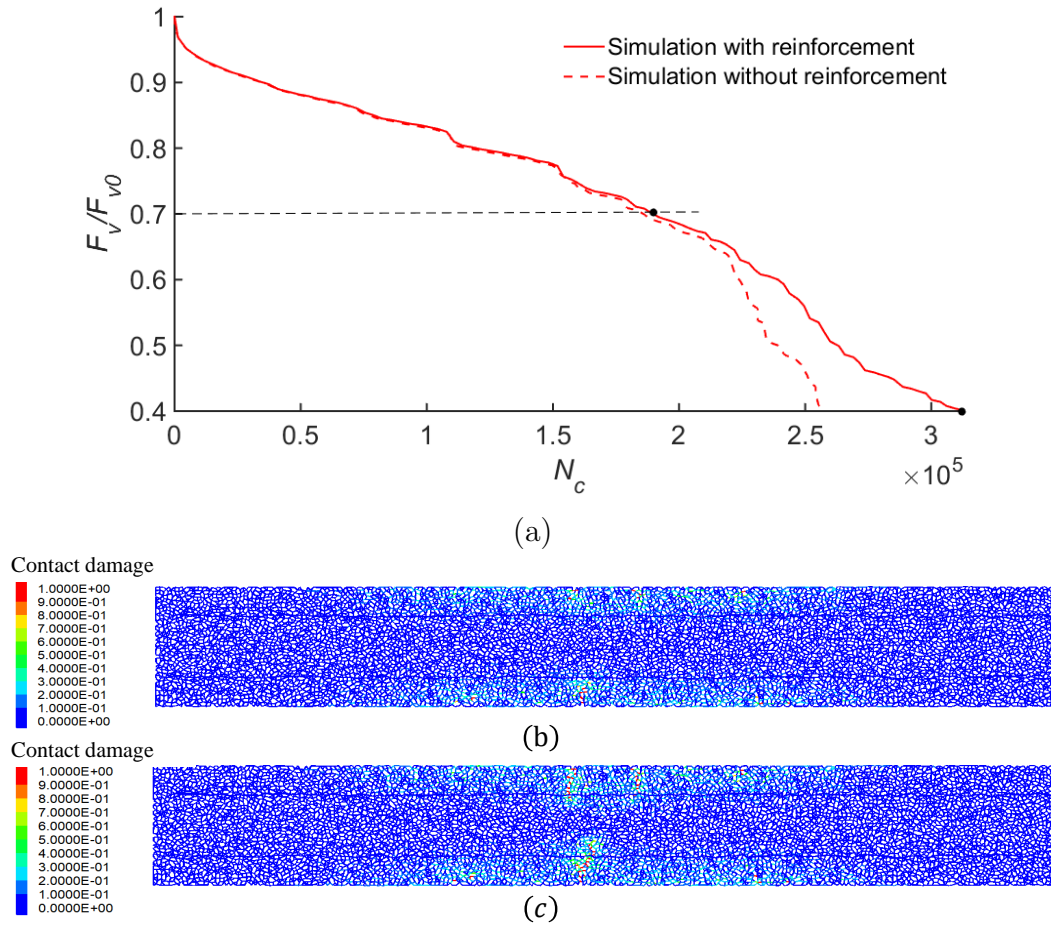 1
Simulation with reinforcement
Simulation without reinforcement
0.9
0.8
0.7
0.6
0.5
0.4
F_v/F_{v0}
0 0.5 1 1.5 2 2.5 3
N_c
×10^5
(a)
Contact damage
1.0000E+00
9.0000E-01
8.0000E-01
7.0000E-01
6.0000E-01
5.0000E-01
4.0000E-01
3.0000E-01
2.0000E-01
1.0000E-01
0.0000E+00
(b)
Contact damage
1.0000E+00
9.0000E-01
8.0000E-01
7.0000E-01
6.0000E-01
5.0000E-01
4.0000E-01
3.0000E-01
2.0000E-01
1.0000E-01
0.0000E+00
(c)